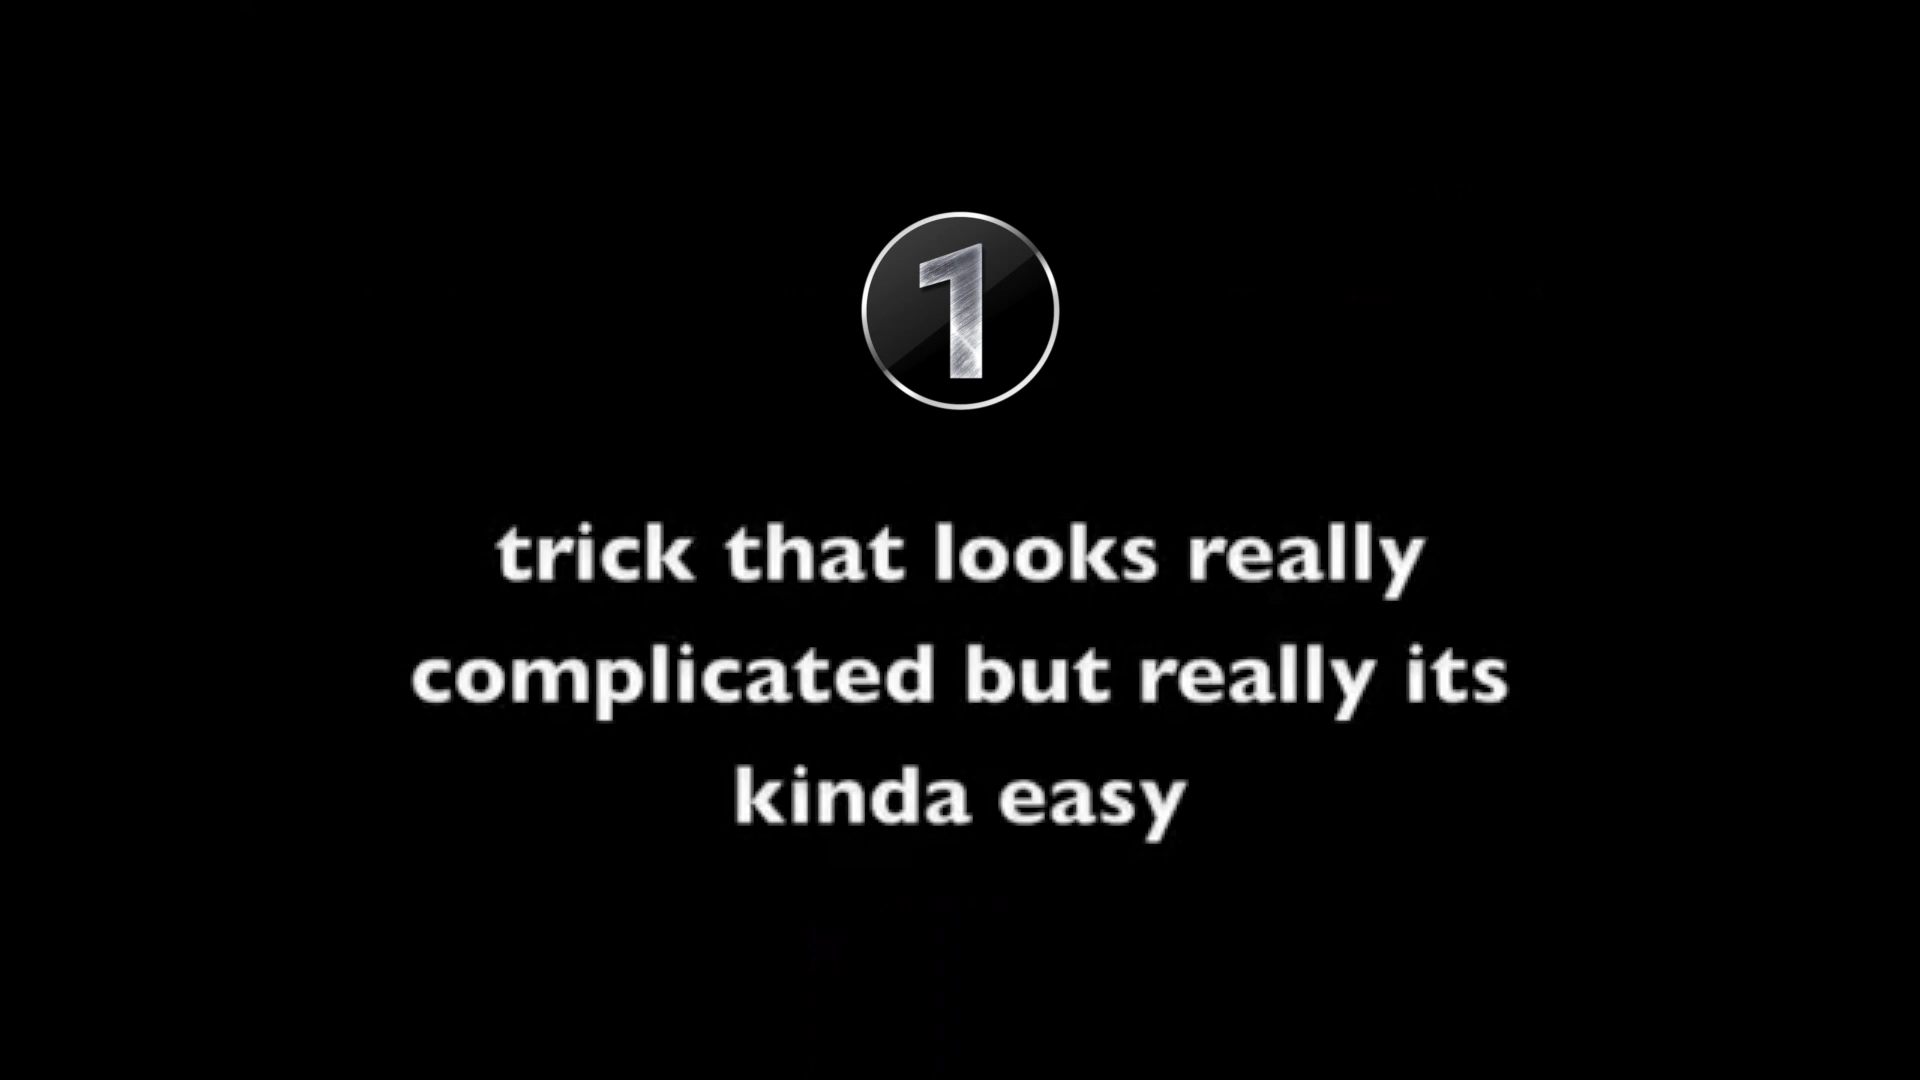 1
trick that looks really
complicated but really its
kinda easy